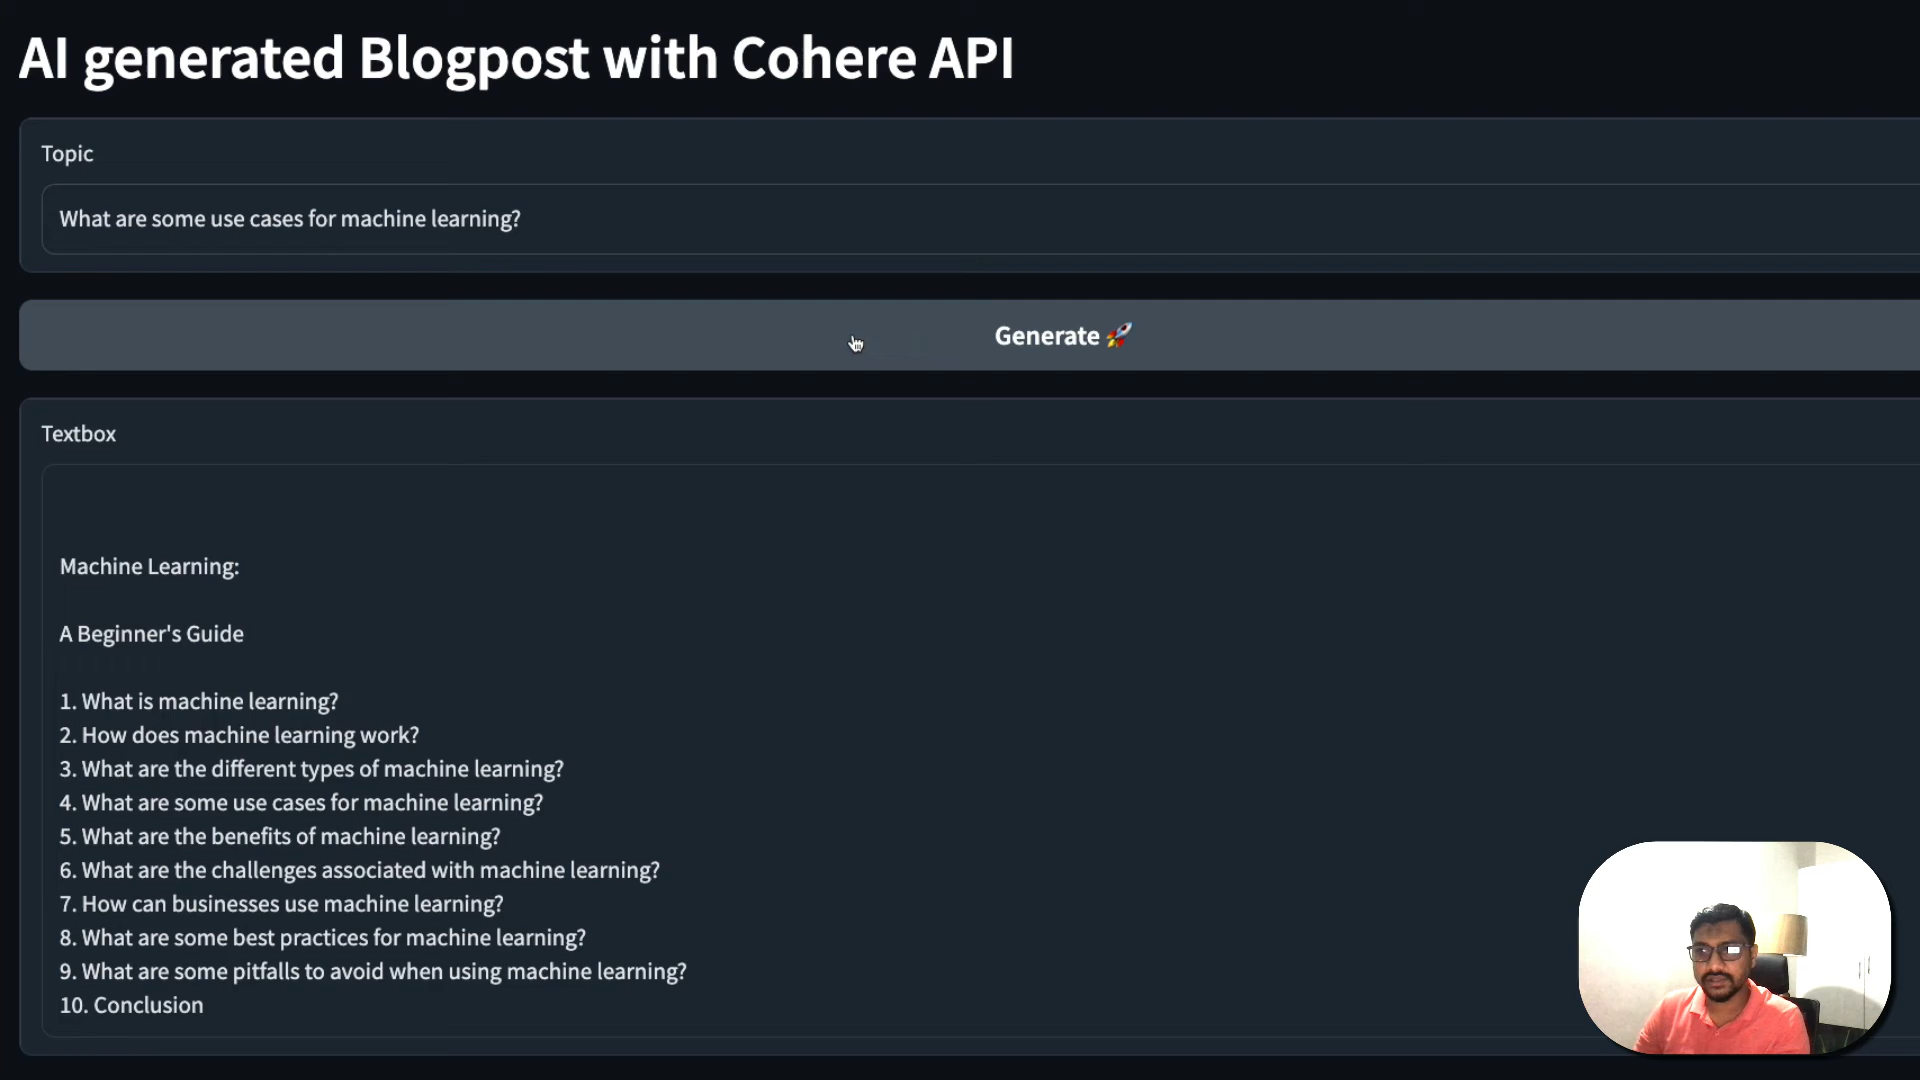 AI generated Blogpost with Cohere API
Topic
What are some use cases for machine learning?
Generate 🚀
Textbox
Machine Learning:
A Beginner's Guide
1. What is machine learning?
2. How does machine learning work?
3. What are the different types of machine learning?
4. What are some use cases for machine learning?
5. What are the benefits of machine learning?
6. What are the challenges associated with machine learning?
7. How can businesses use machine learning?
8. What are some best practices for machine learning?
9. What are some pitfalls to avoid when using machine learning?
10. Conclusion